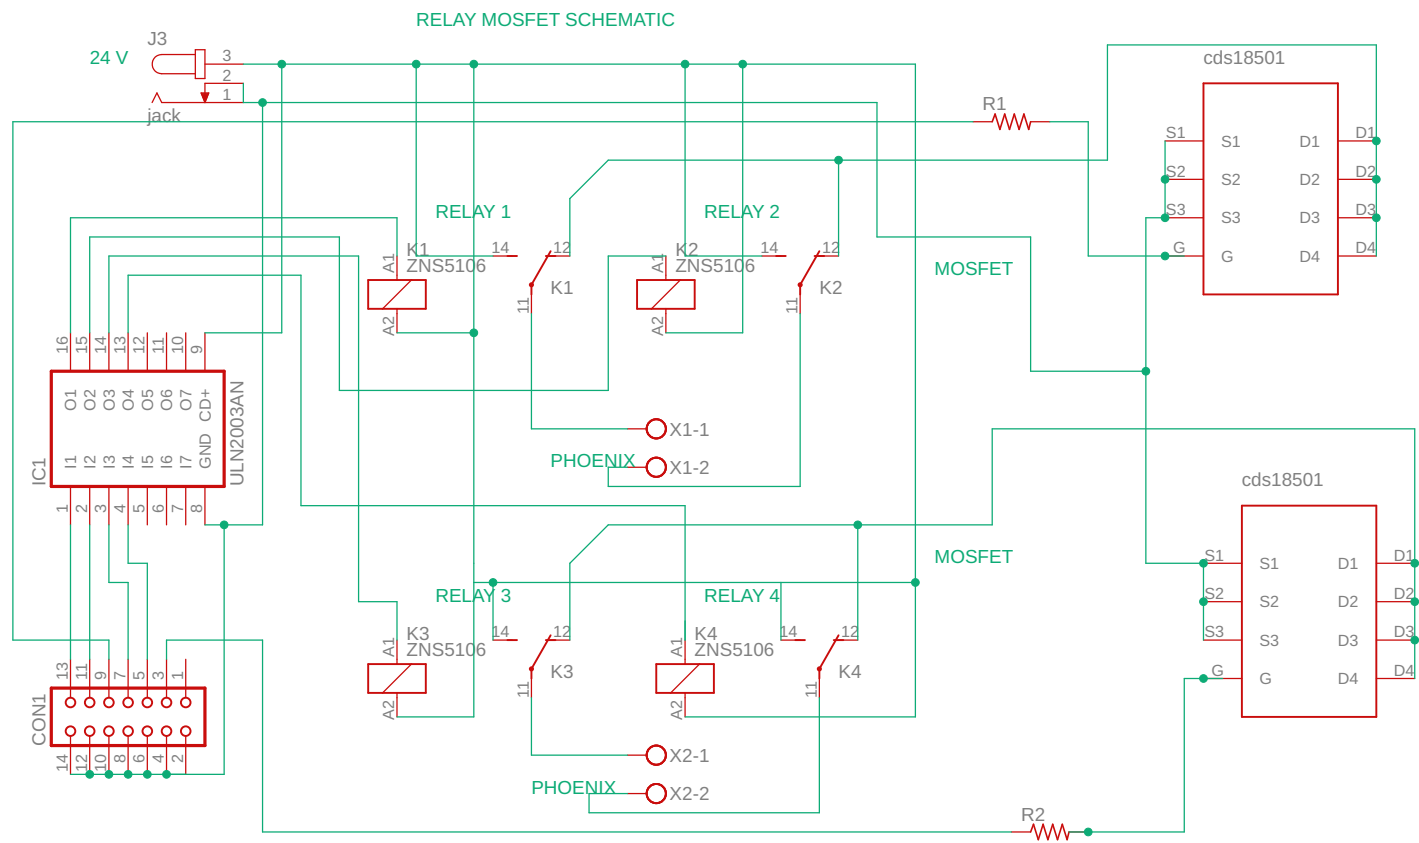 RELAY MOSFET SCHEMATIC
J3
24 V
3
2
1
jack
cds18501
R1
S1 S1 D1 D1
S2 S2 D2 D2
S3 S3 D3 D3
G G D4 D4
RELAY 1
RELAY 2
MOSFET
A1
K1
ZNS5106
14
12
11
K1
A2
A1
K2
ZNS5106
14
12
11
K2
A2
16 15 14 13 12 11 10 9
O1 O2 O3 O4 O5 O6 O7 CD+
I1 I2 I3 I4 I5 I6 I7 GND
IC1
ULN2003AN
1 2 3 4 5 6 7 8
X1-1
PHOENIX
X1-2
cds18501
MOSFET
S1 S1 D1 D1
S2 S2 D2 D2
S3 S3 D3 D3
G G D4 D4
RELAY 3
RELAY 4
A1
K3
ZNS5106
14
12
11
K3
A2
A1
K4
ZNS5106
14
12
11
K4
A2
13 11 9 7 5 3 1
CON1
14 12 10 8 6 4 2
X2-1
PHOENIX
X2-2
R2